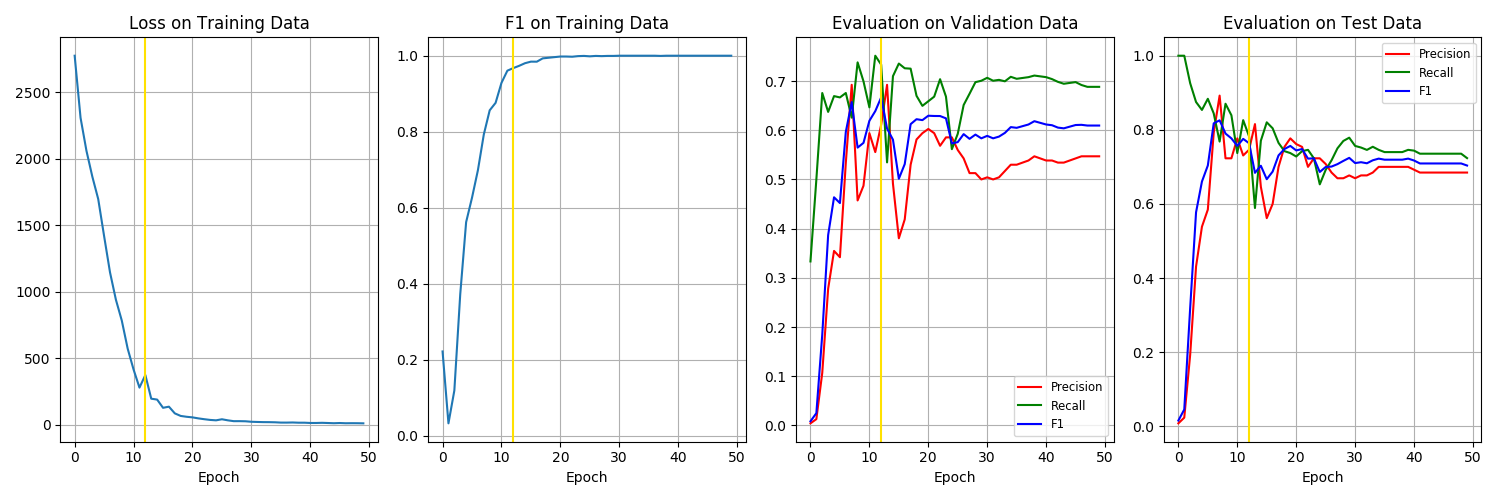 Loss on Training Data
2500
2000
1500
1000
500
0
0 10 20 30 40 50
Epoch
F1 on Training Data
1.0
0.8
0.6
0.4
0.2
0.0
0 10 20 30 40 50
Epoch
Evaluation on Validation Data
0.7
0.6
0.5
0.4
0.3
0.2
0.1
0.0
Precision
Recall
F1
0 10 20 30 40 50
Epoch
Evaluation on Test Data
Precision
Recall
F1
1.0
0.8
0.6
0.4
0.2
0.0
0 10 20 30 40 50
Epoch